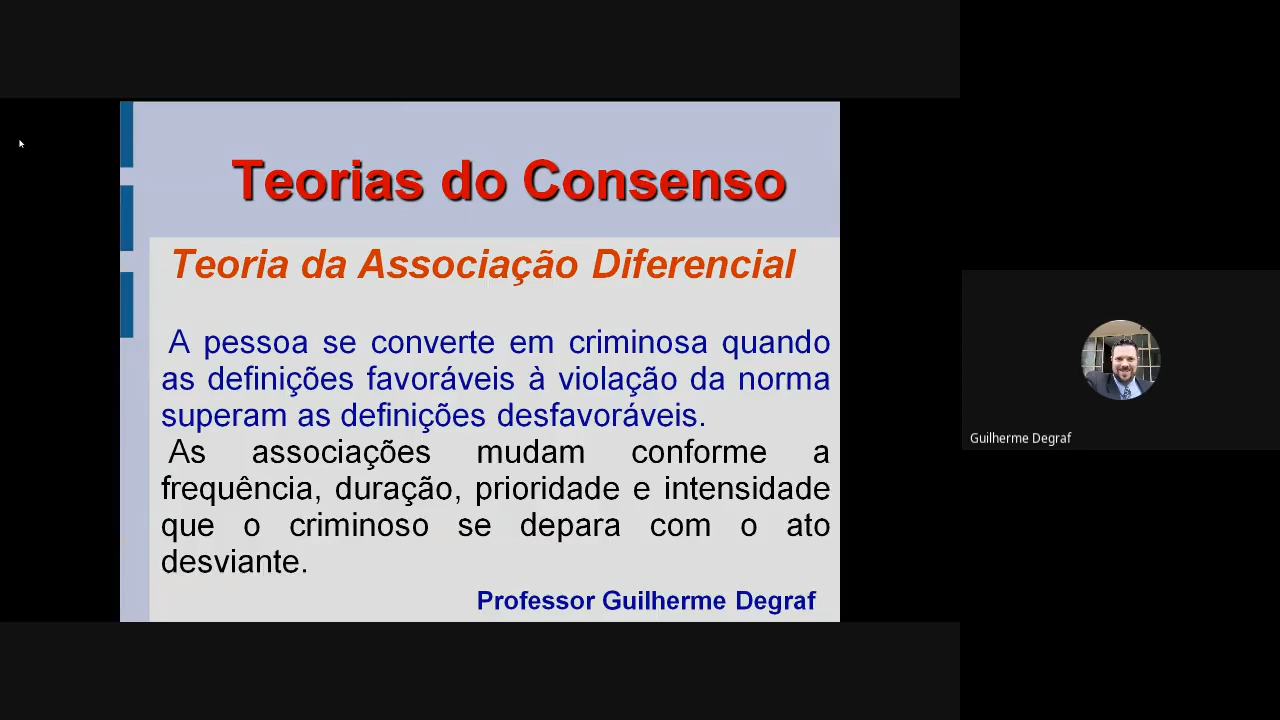 Teorias do Consenso
Teoria da Associação Diferencial
A pessoa se converte em criminosa quando
as definições favoráveis à violação da norma
superam as definições desfavoráveis.
As associações mudam conforme a
frequência, duração, prioridade e intensidade
que o criminoso se depara com o ato
desviante.
Professor Guilherme Degraf
Guilherme Degraf